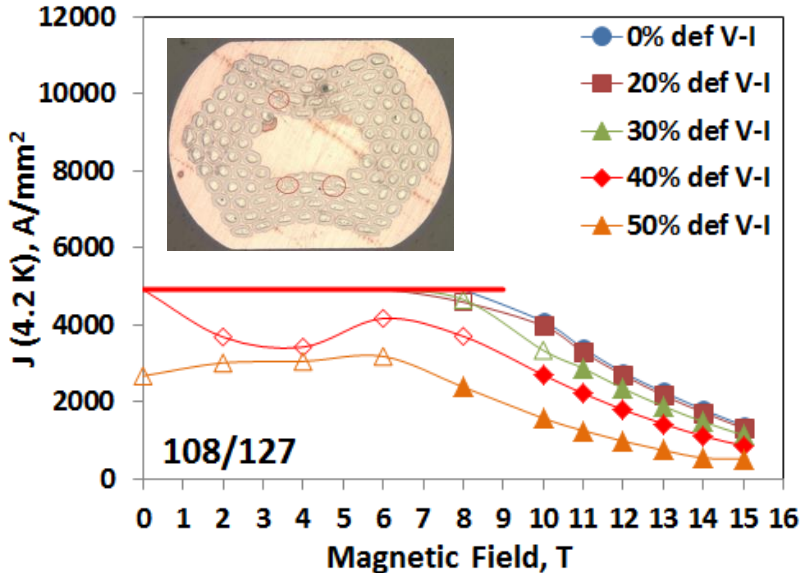 12000
10000
8000
6000
4000
2000
0
J (4.2 K), A/mm²
0% def V-I
20% def V-I
30% def V-I
40% def V-I
50% def V-I
108/127
0 1 2 3 4 5 6 7 8 9 10 11 12 13 14 15 16
Magnetic Field, T